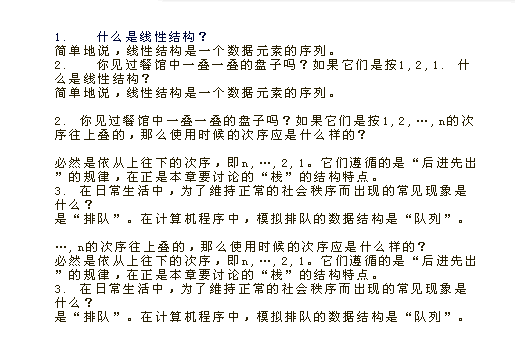 1. 什么是线性结构？
简单地说，线性结构是一个数据元素的序列。
2. 你见过餐馆中一叠一叠的盘子吗？如果它们是按1,2,1. 什
么是线性结构？
简单地说，线性结构是一个数据元素的序列。
2. 你见过餐馆中一叠一叠的盘子吗？如果它们是按1,2,…,n的次
序往上叠的，那么使用时候的次序应是什么样的？
必然是依从上往下的次序，即n,…,2,1。它们遵循的是“后进先出
”的规律，在正是本章要讨论的“栈”的结构特点。
3. 在日常生活中，为了维持正常的社会秩序而出现的常见现象是
什么？
是“排队”。在计算机程序中，模拟排队的数据结构是“队列”。
…,n的次序往上叠的，那么使用时候的次序应是什么样的？
必然是依从上往下的次序，即n,…,2,1。它们遵循的是“后进先出
”的规律，在正是本章要讨论的“栈”的结构特点。
3. 在日常生活中，为了维持正常的社会秩序而出现的常见现象是
什么？
是“排队”。在计算机程序中，模拟排队的数据结构是“队列”。